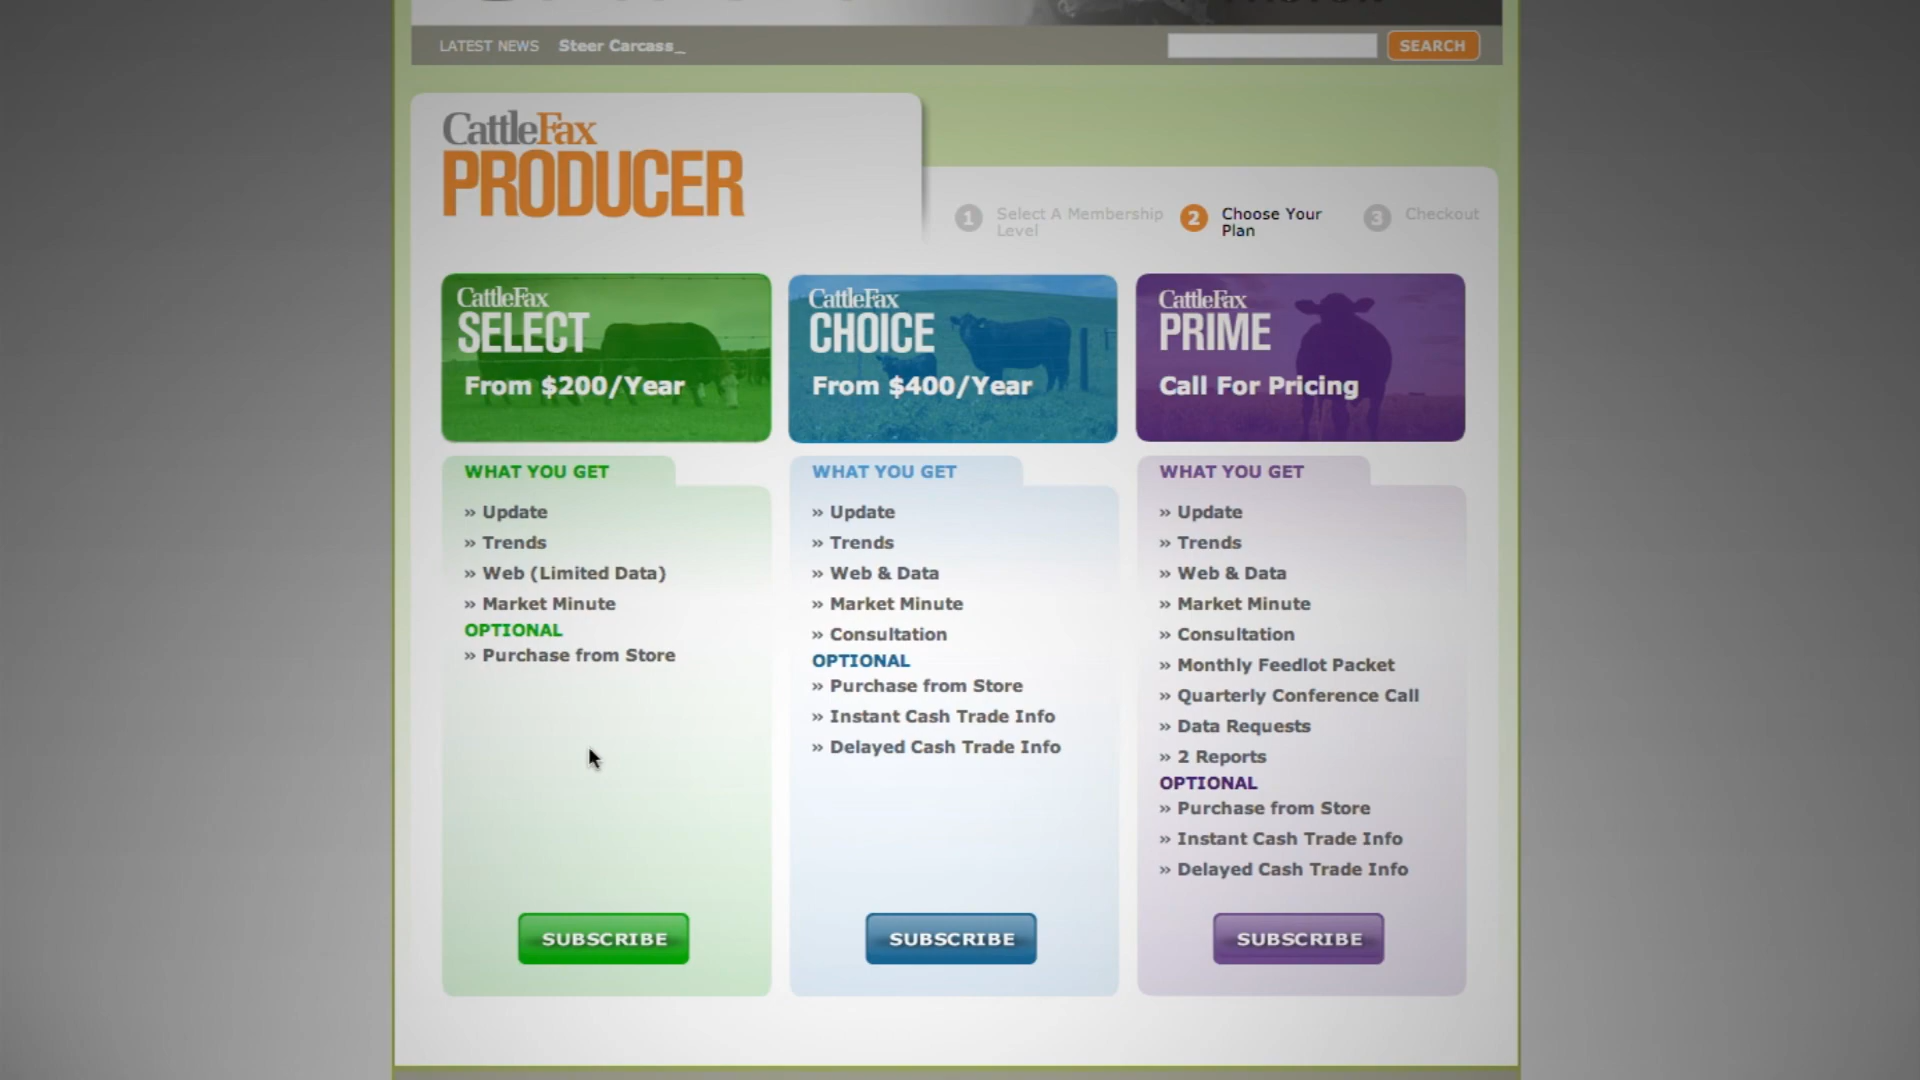 LATEST NEWS Steer Carcass_
SEARCH
CattleFax
PRODUCER
1 Select A Membership Level
2 Choose Your Plan
3 Checkout
CattleFax
SELECT
From $200/Year
WHAT YOU GET
» Update
» Trends
» Web (Limited Data)
» Market Minute
OPTIONAL
» Purchase from Store
SUBSCRIBE
CattleFax
CHOICE
From $400/Year
WHAT YOU GET
» Update
» Trends
» Web & Data
» Market Minute
» Consultation
OPTIONAL
» Purchase from Store
» Instant Cash Trade Info
» Delayed Cash Trade Info
SUBSCRIBE
CattleFax
PRIME
Call For Pricing
WHAT YOU GET
» Update
» Trends
» Web & Data
» Market Minute
» Consultation
» Monthly Feedlot Packet
» Quarterly Conference Call
» Data Requests
» 2 Reports
OPTIONAL
» Purchase from Store
» Instant Cash Trade Info
» Delayed Cash Trade Info
SUBSCRIBE